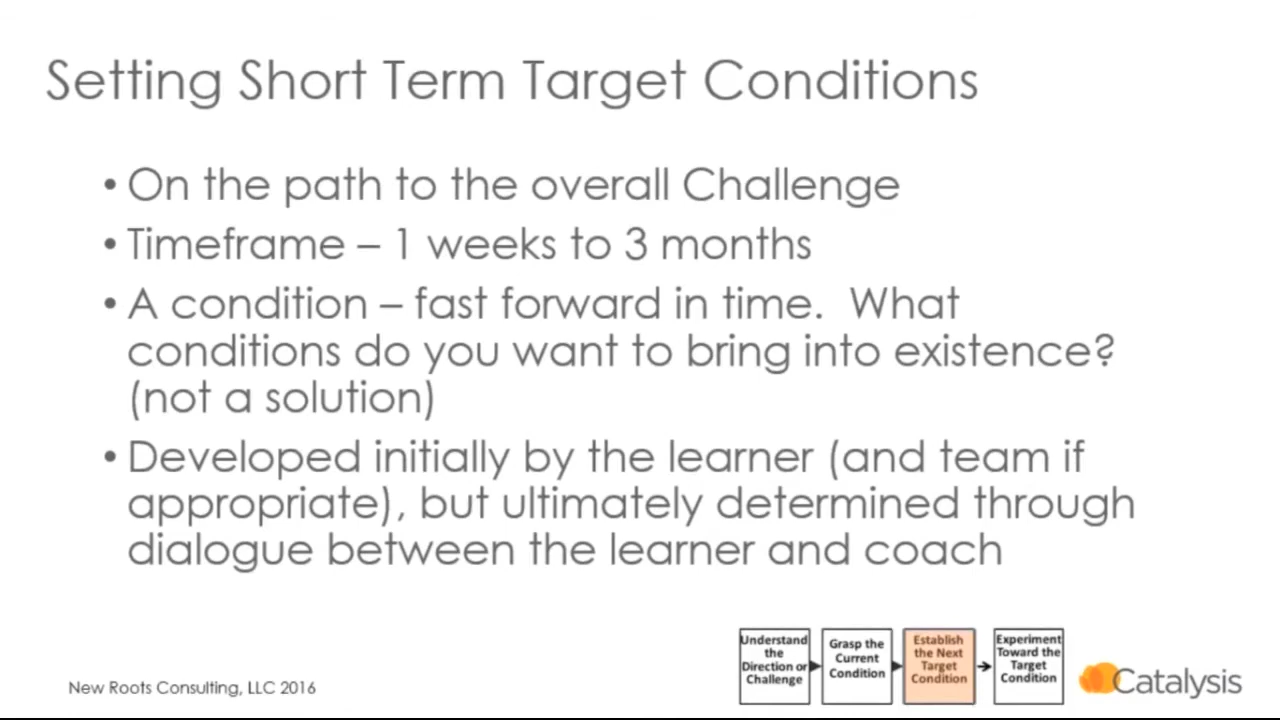 Setting Short Term Target Conditions
• On the path to the overall Challenge
• Timeframe – 1 weeks to 3 months
• A condition – fast forward in time.  What
conditions do you want to bring into existence?
(not a solution)
• Developed initially by the learner (and team if
appropriate), but ultimately determined through
dialogue between the learner and coach
Understand
the
Direction or
Challenge
Grasp the
Current
Condition
Establish
the Next
Target
Condition
Experiment
Toward the
Target
Condition
New Roots Consulting, LLC 2016
Catalysis